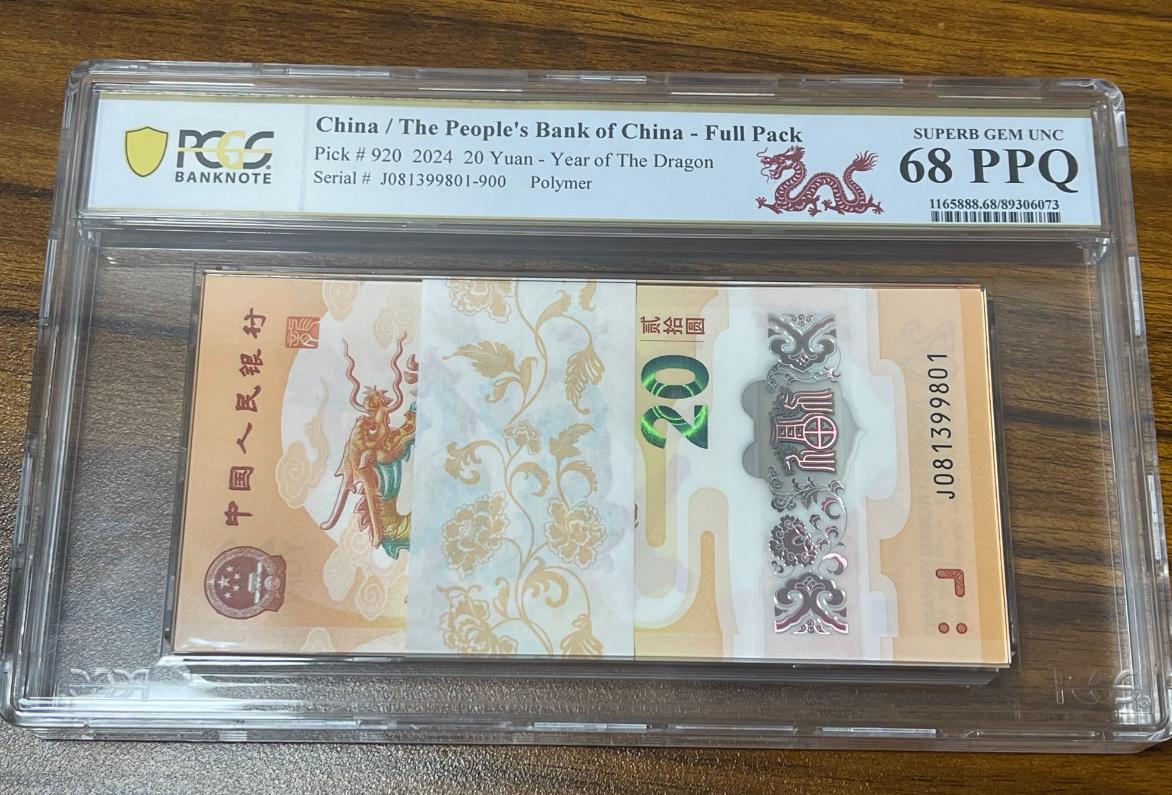 PCGS
BANKNOTE
China / The People's Bank of China - Full Pack
Pick # 920 2024 20 Yuan - Year of The Dragon
Serial # J081399801-900 Polymer
SUPERB GEM UNC
68 PPQ
1165888.68/89306073
中国人民银行
贰拾圆
20
福
J081399801